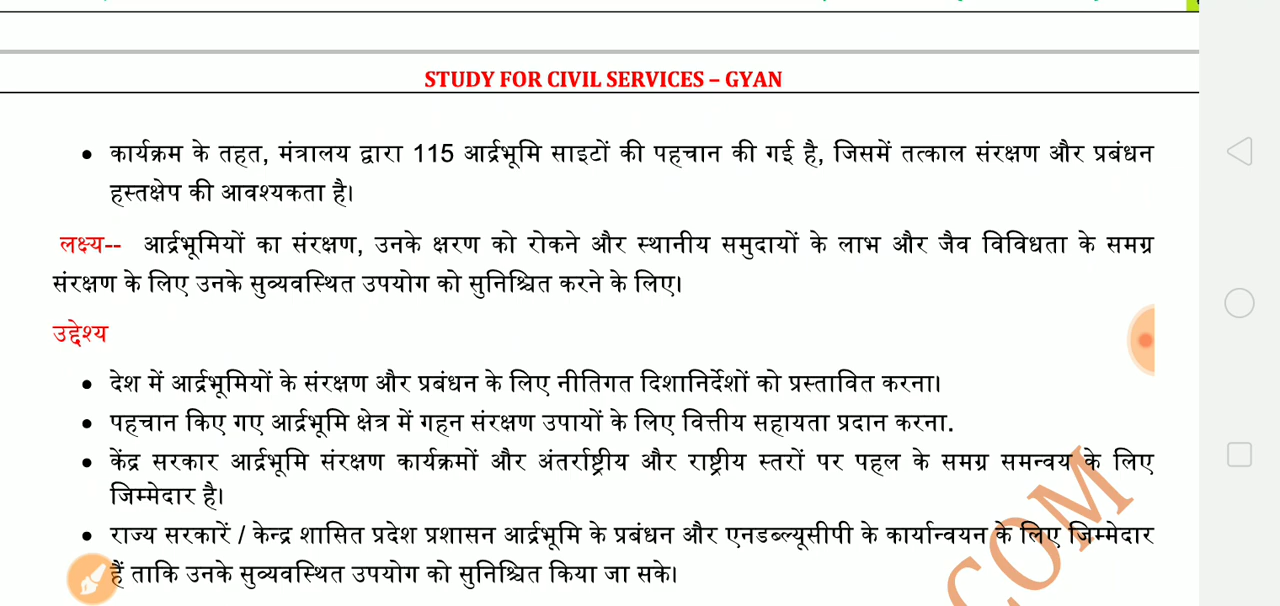 STUDY FOR CIVIL SERVICES – GYAN
• कार्यक्रम के तहत, मंत्रालय द्वारा 115 आर्द्रभूमि साइटों की पहचान की गई है, जिसमें तत्काल संरक्षण और प्रबंधन
हस्तक्षेप की आवश्यकता है।
लक्ष्य-- आर्द्रभूमियों का संरक्षण, उनके क्षरण को रोकने और स्थानीय समुदायों के लाभ और जैव विविधता के समग्र
संरक्षण के लिए उनके सुव्यवस्थित उपयोग को सुनिश्चित करने के लिए।
उद्देश्य
• देश में आर्द्रभूमियों के संरक्षण और प्रबंधन के लिए नीतिगत दिशानिर्देशों को प्रस्तावित करना।
• पहचान किए गए आर्द्रभूमि क्षेत्र में गहन संरक्षण उपायों के लिए वित्तीय सहायता प्रदान करना.
• केंद्र सरकार आर्द्रभूमि संरक्षण कार्यक्रमों और अंतर्राष्ट्रीय और राष्ट्रीय स्तरों पर पहल के समग्र समन्वय के लिए
जिम्मेदार है।
• राज्य सरकारें / केन्द्र शासित प्रदेश प्रशासन आर्द्रभूमि के प्रबंधन और एनडब्ल्यूसीपी के कार्यान्वयन के लिए जिम्मेदार
हैं ताकि उनके सुव्यवस्थित उपयोग को सुनिश्चित किया जा सके।
COM